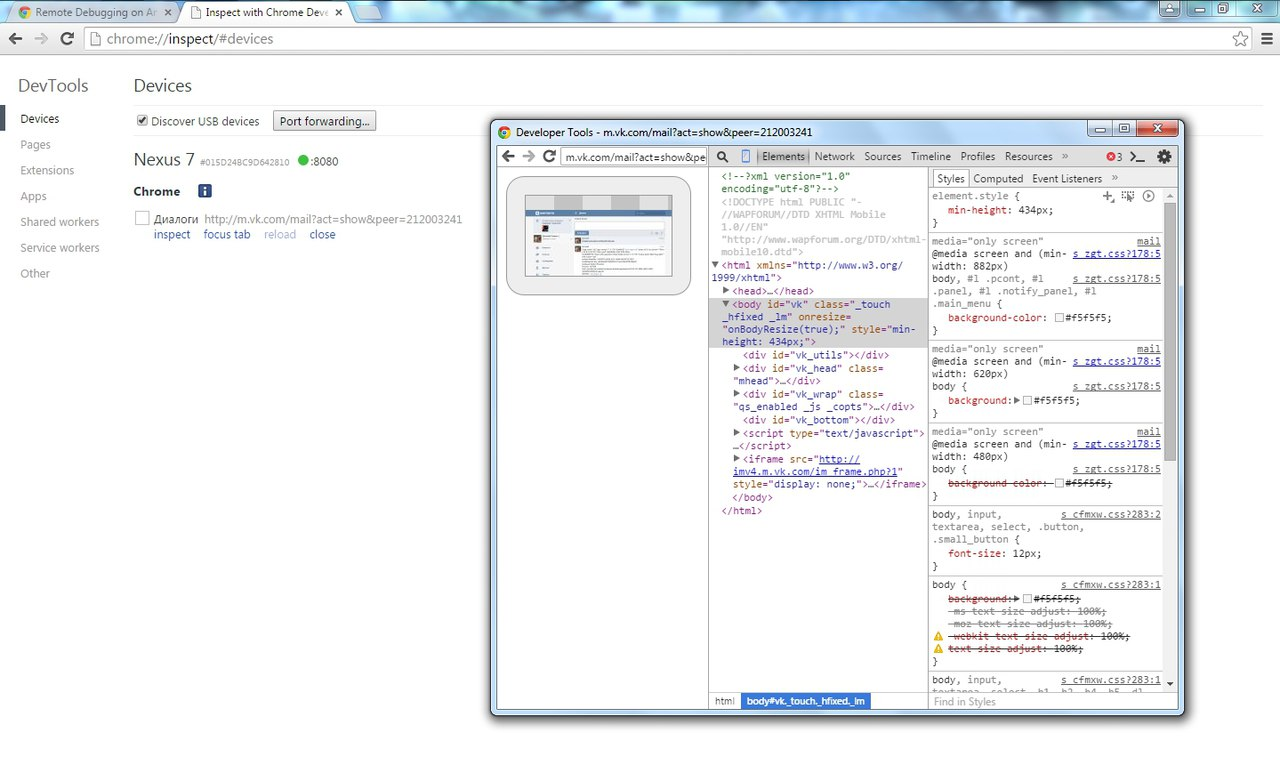 Remote Debugging on An
Inspect with Chrome Deve
chrome://inspect/#devices
DevTools
Devices
Pages
Extensions
Apps
Shared workers
Service workers
Other
Devices
Discover USB devices
Port forwarding...
Nexus 7 #015D24BC9D642810 :8080
Chrome
Диалоги http://m.vk.com/mail?act=show&peer=212003241
inspect focus tab reload close
Developer Tools - m.vk.com/mail?act=show&peer=212003241
m.vk.com/mail?act=show&pe
Elements Network Sources Timeline Profiles Resources » 3
<!--?xml version="1.0"
encoding="utf-8"?-->
<!DOCTYPE html PUBLIC "-
//WAPFORUM//DTD XHTML Mobile
1.0//EN"
"http://www.wapforum.org/DTD/xhtml-
mobile10.dtd">
<html xmlns="http://www.w3.org/
1999/xhtml">
<head>…</head>
<body id="vk" class="_touch
_hfixed _lm" onresize=
"onBodyResize(true);" style="min-
height: 434px;">
<div id="vk_utils"></div>
<div id="vk_head" class=
"mhead">…</div>
<div id="vk_wrap" class=
"qs_enabled _js _copts">…</div>
<div id="vk_bottom"></div>
<script type="text/javascript">
…</script>
<iframe src="http://
imv4.m.vk.com/im_frame.php?1"
style="display: none;">…</iframe>
</body>
</html>
html body#vk._touch._hfixed._lm
Styles Computed Event Listeners »
element.style {
min-height: 434px;
}
media="only screen" mail
@media screen and (min-width: 882px) s_zgt.css?178:5
body, #l .pcont, #l s_zgt.css?178:5
.panel, #l .notify_panel, #l
.main_menu {
background-color: #f5f5f5;
}
media="only screen" mail
@media screen and (min-width: 620px) s_zgt.css?178:5
body { s_zgt.css?178:5
background: #f5f5f5;
}
media="only screen" mail
@media screen and (min-width: 480px) s_zgt.css?178:5
body { s_zgt.css?178:5
background-color: #f5f5f5;
}
body, input, s_cfmxw.css?283:2
textarea, select, .button,
.small_button {
font-size: 12px;
}
body { s_cfmxw.css?283:1
background: #f5f5f5;
-ms-text-size-adjust: 100%;
-moz-text-size-adjust: 100%;
-webkit-text-size-adjust: 100%;
text-size-adjust: 100%;
}
body, input, s_cfmxw.css?283:1
textarea, select, h1, h2, h4, h5, dl,
Find in Styles